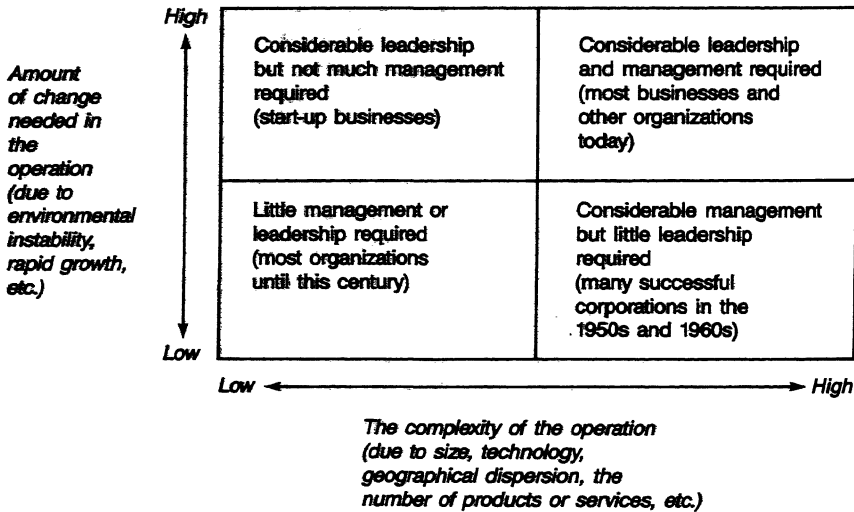 High
Amount
of change
needed in
the
operation
(due to
environmental
instability,
rapid growth,
etc.)
Low
Considerable leadership
but not much management
required
(start-up businesses)
Considerable leadership
and management required
(most businesses and
other organizations
today)
Little management or
leadership required
(most organizations
until this century)
Considerable management
but little leadership
required
(many successful
corporations in the
1950s and 1960s)
Low
High
The complexity of the operation
(due to size, technology,
geographical dispersion, the
number of products or services, etc.)